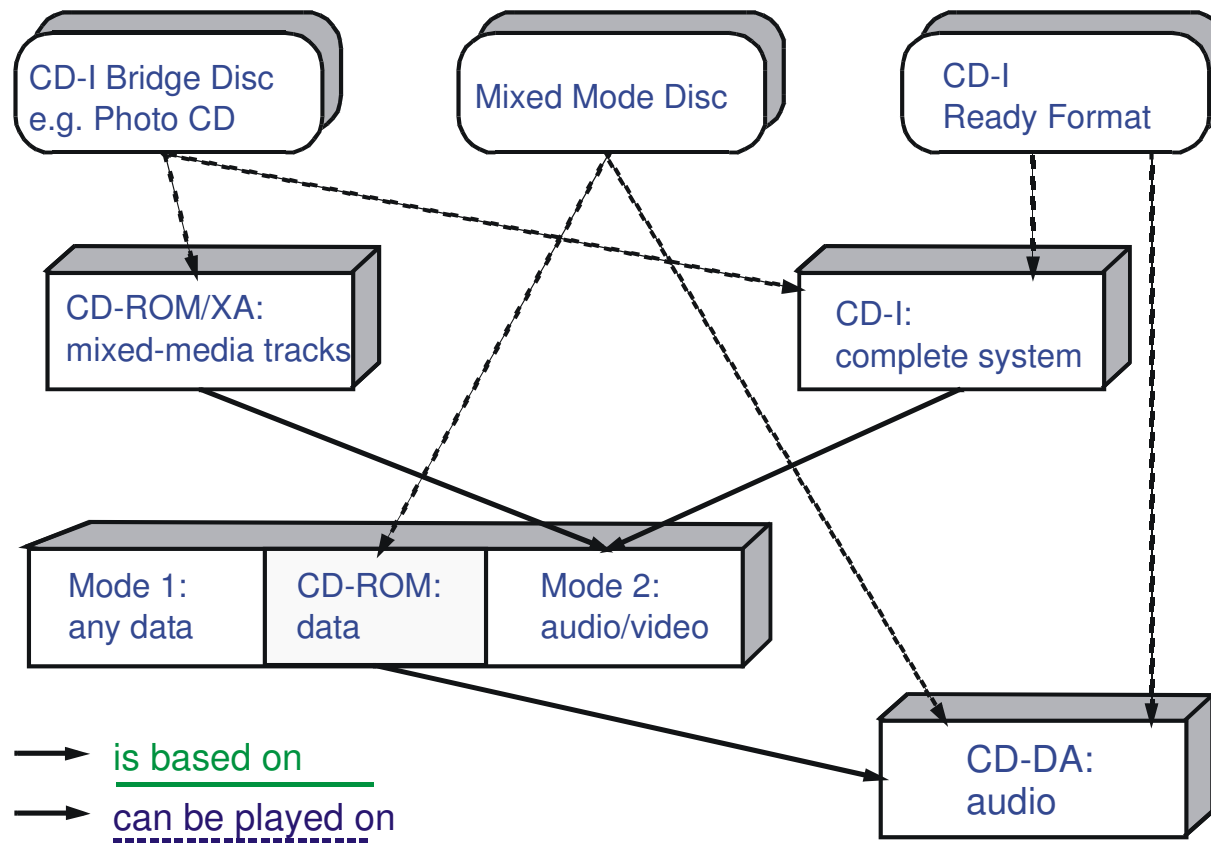 CD-I Bridge Disc
e.g. Photo CD
Mixed Mode Disc
CD-I
Ready Format
CD-ROM/XA:
mixed-media tracks
CD-I:
complete system
Mode 1:
any data
CD-ROM:
data
Mode 2:
audio/video
CD-DA:
audio
is based on
can be played on